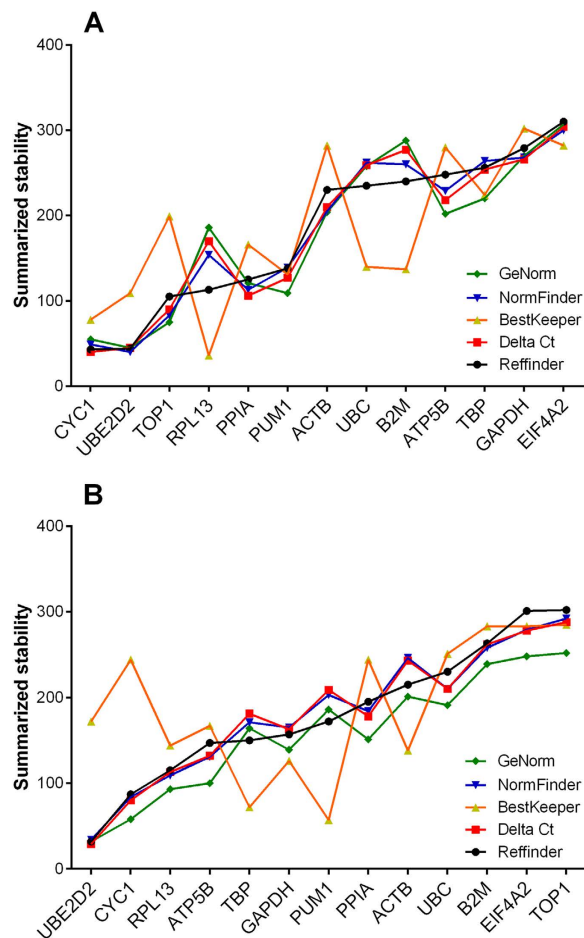 A
Summarized stability
400
300
200
100
0
GeNorm
NormFinder
BestKeeper
Delta Ct
Reffinder
CYC1
UBE2D2
TOP1
RPL13
PPIA
PUM1
ACTB
UBC
B2M
ATP5B
TBP
GAPDH
EIF4A2
B
Summarized stability
400
300
200
100
0
GeNorm
NormFinder
BestKeeper
Delta Ct
Reffinder
UBE2D2
CYC1
RPL13
ATP5B
TBP
GAPDH
PUM1
PPIA
ACTB
UBC
B2M
EIF4A2
TOP1